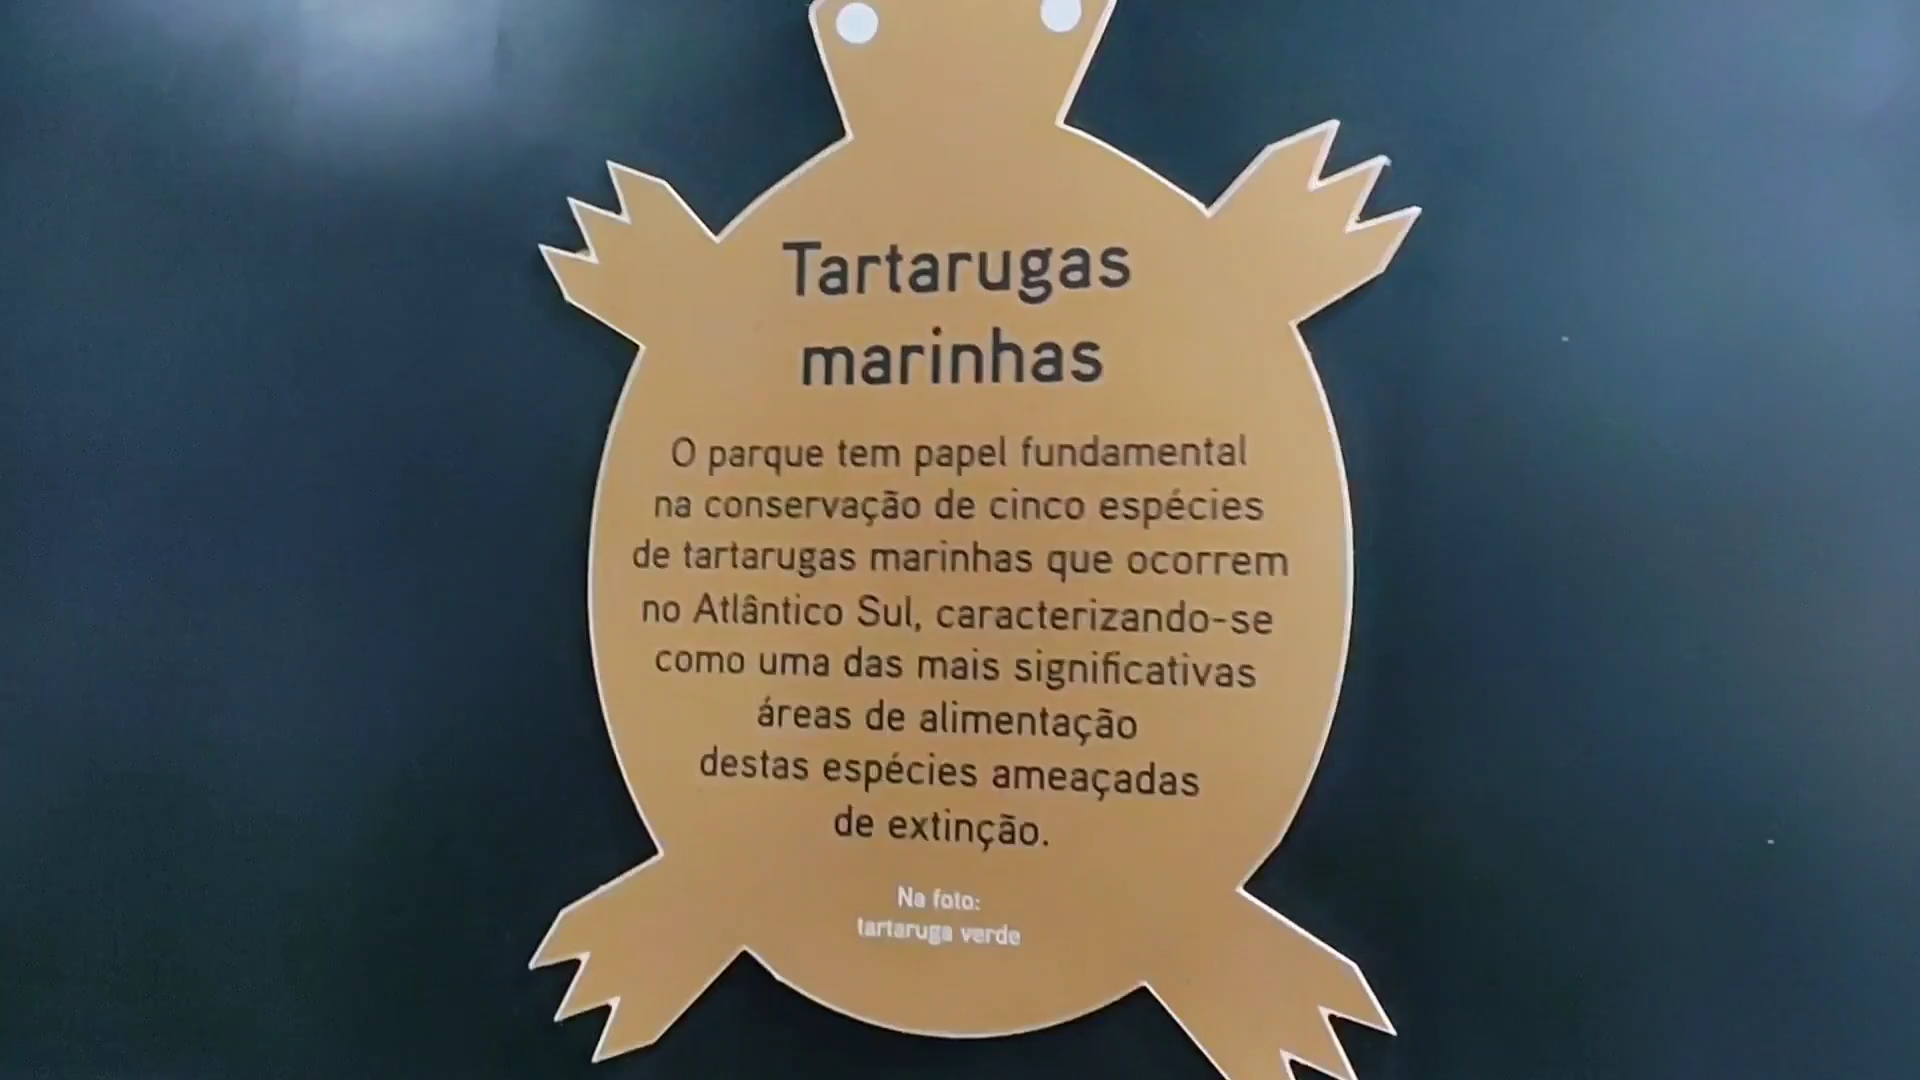 Tartarugas
marinhas
O parque tem papel fundamental
na conservação de cinco espécies
de tartarugas marinhas que ocorrem
no Atlântico Sul, caracterizando-se
como uma das mais significativas
áreas de alimentação
destas espécies ameaçadas
de extinção.
Na foto:
tartaruga verde